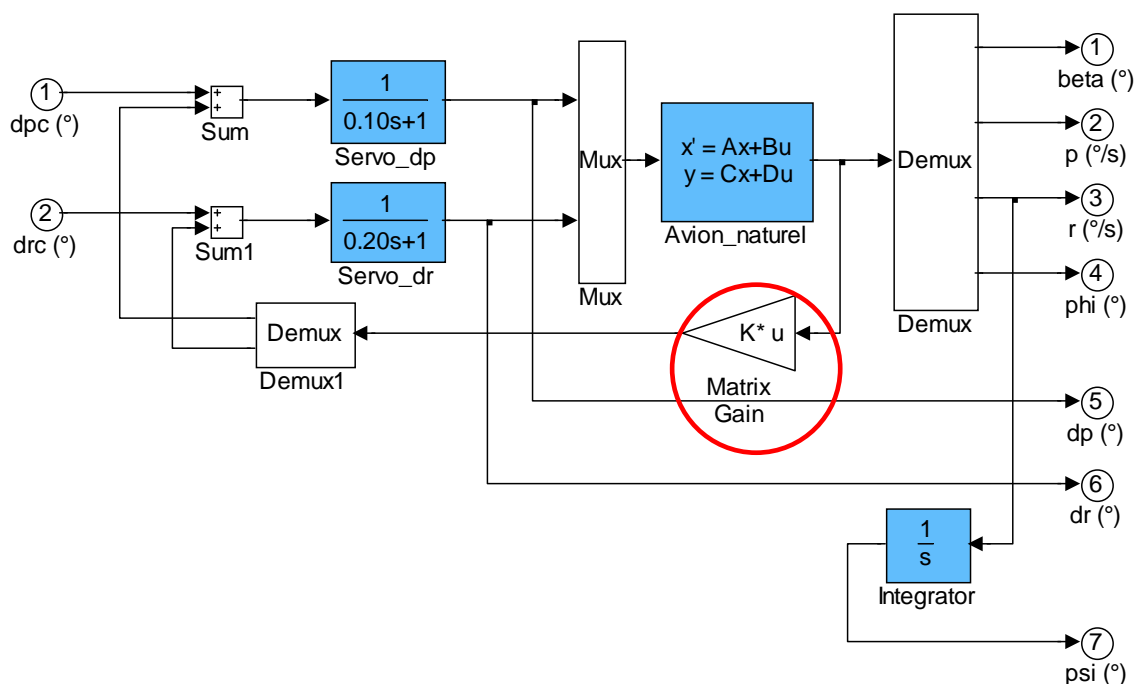 1
dpc (°)
+
+
Sum
1
0.10s+1
Servo_dp
2
drc (°)
+
+
Sum1
1
0.20s+1
Servo_dr
Mux
Mux
x' = Ax+Bu
y = Cx+Du
Avion_naturel
Demux
Demux
1
beta (°)
2
p (°/s)
3
r (°/s)
4
phi (°)
Demux
Demux1
K* u
Matrix
Gain
5
dp (°)
6
dr (°)
1
s
Integrator
7
psi (°)